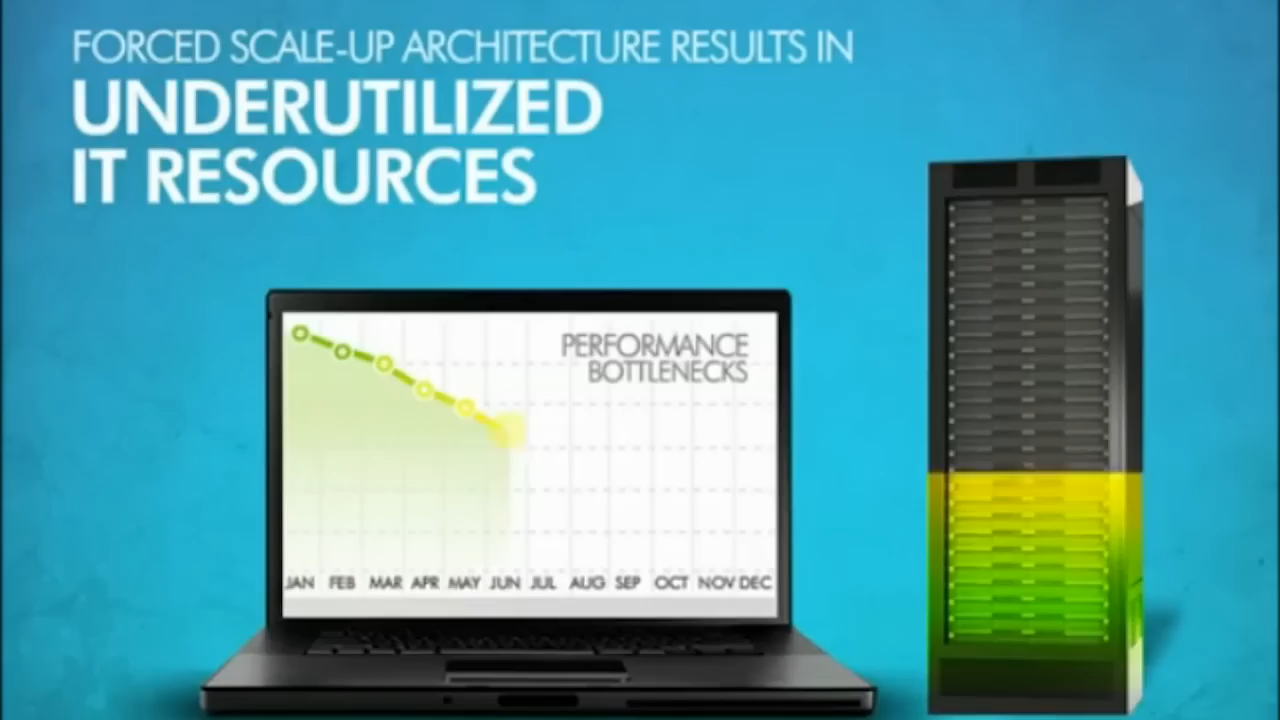 FORCED SCALE-UP ARCHITECTURE RESULTS IN
UNDERUTILIZED
IT RESOURCES
PERFORMANCE
BOTTLENECKS
JAN FEB MAR APR MAY JUN JUL AUG SEP OCT NOV DEC